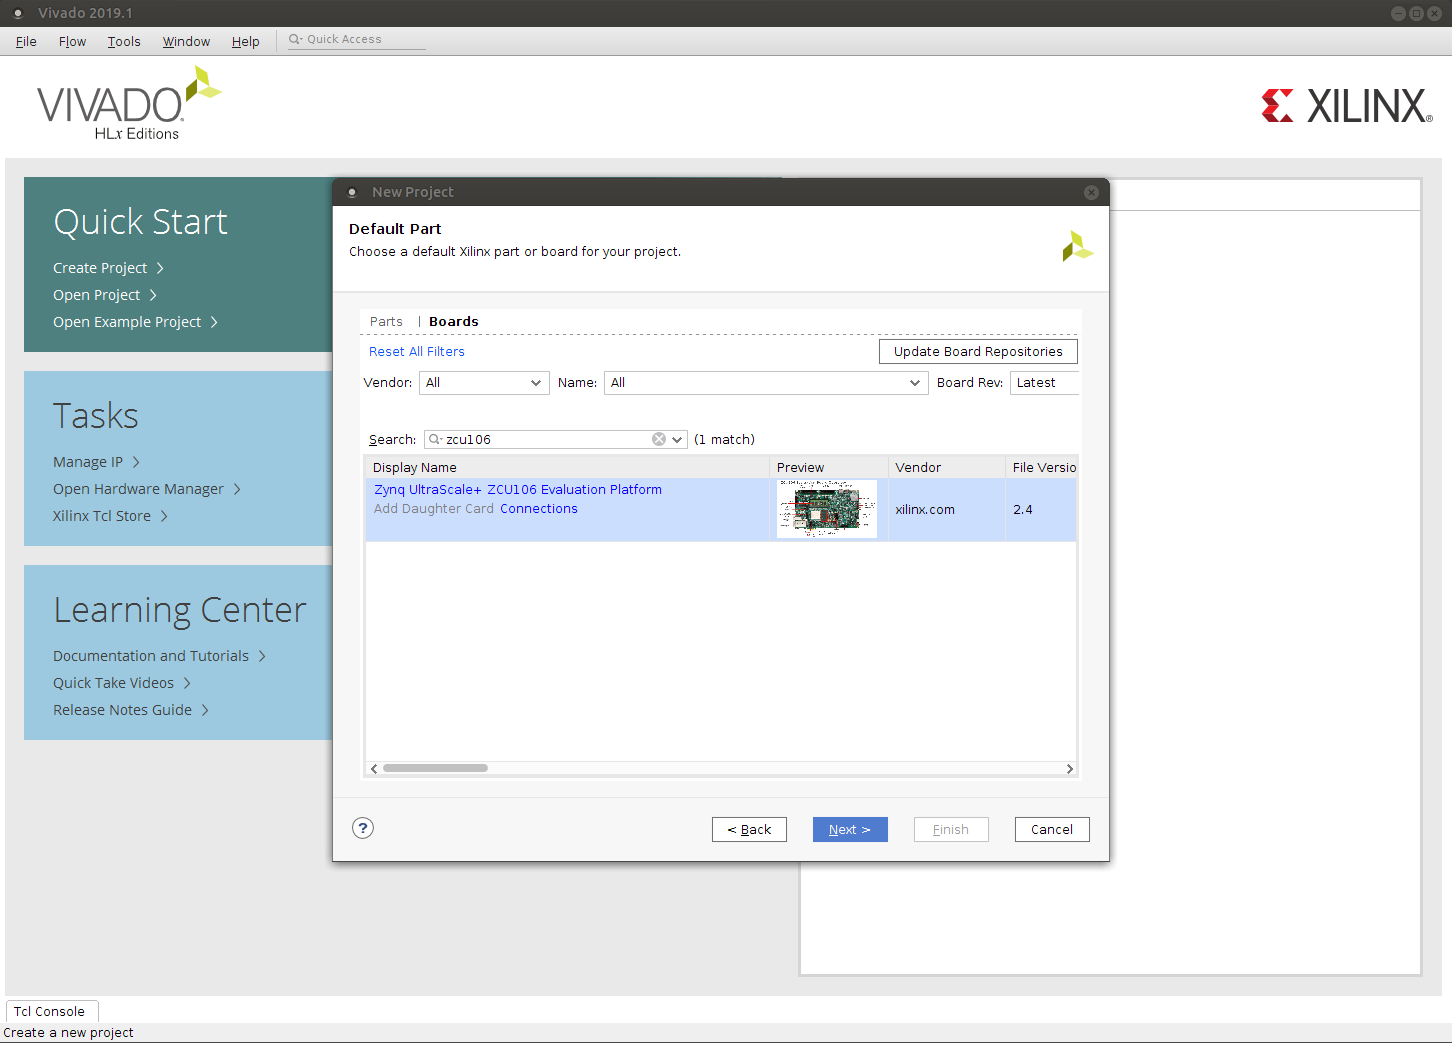 Vivado 2019.1
File Flow Tools Window Help Quick Access
VIVADO.
HLx Editions
XILINX®
Quick Start
Create Project >
Open Project >
Open Example Project >
Tasks
Manage IP >
Open Hardware Manager >
Xilinx Tcl Store >
Learning Center
Documentation and Tutorials >
Quick Take Videos >
Release Notes Guide >
New Project
Default Part
Choose a default Xilinx part or board for your project.
Parts | Boards
Reset All Filters
Update Board Repositories
Vendor: All Name: All Board Rev: Latest
Search: zcu106 (1 match)
Display Name Preview Vendor File Versio
Zynq UltraScale+ ZCU106 Evaluation Platform
Add Daughter Card Connections
xilinx.com 2.4
? < Back Next > Finish Cancel
Tcl Console
Create a new project